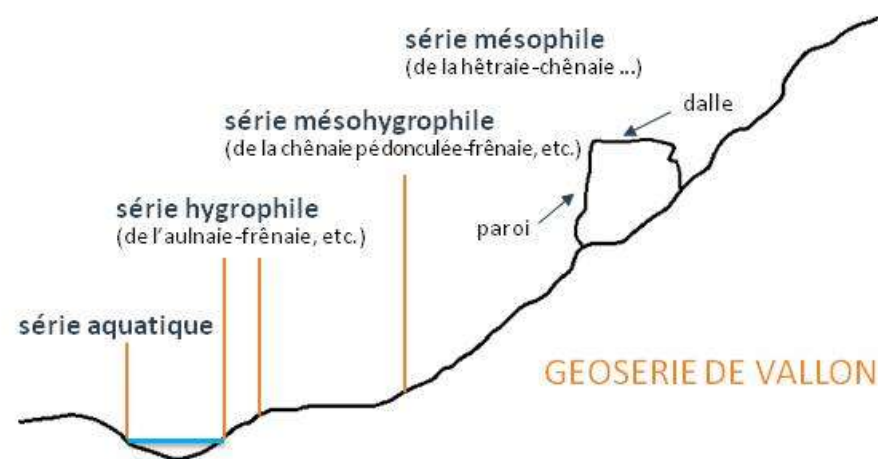 série mésophile
(de la hêtraie-chênaie ...)
dalle
série mésohygrophile
(de la chênaie pédonculée-frênaie, etc.)
série hygrophile
(de l'aulnaie-frênaie, etc.)
paroi
série aquatique
GEOSERIE DE VALLON